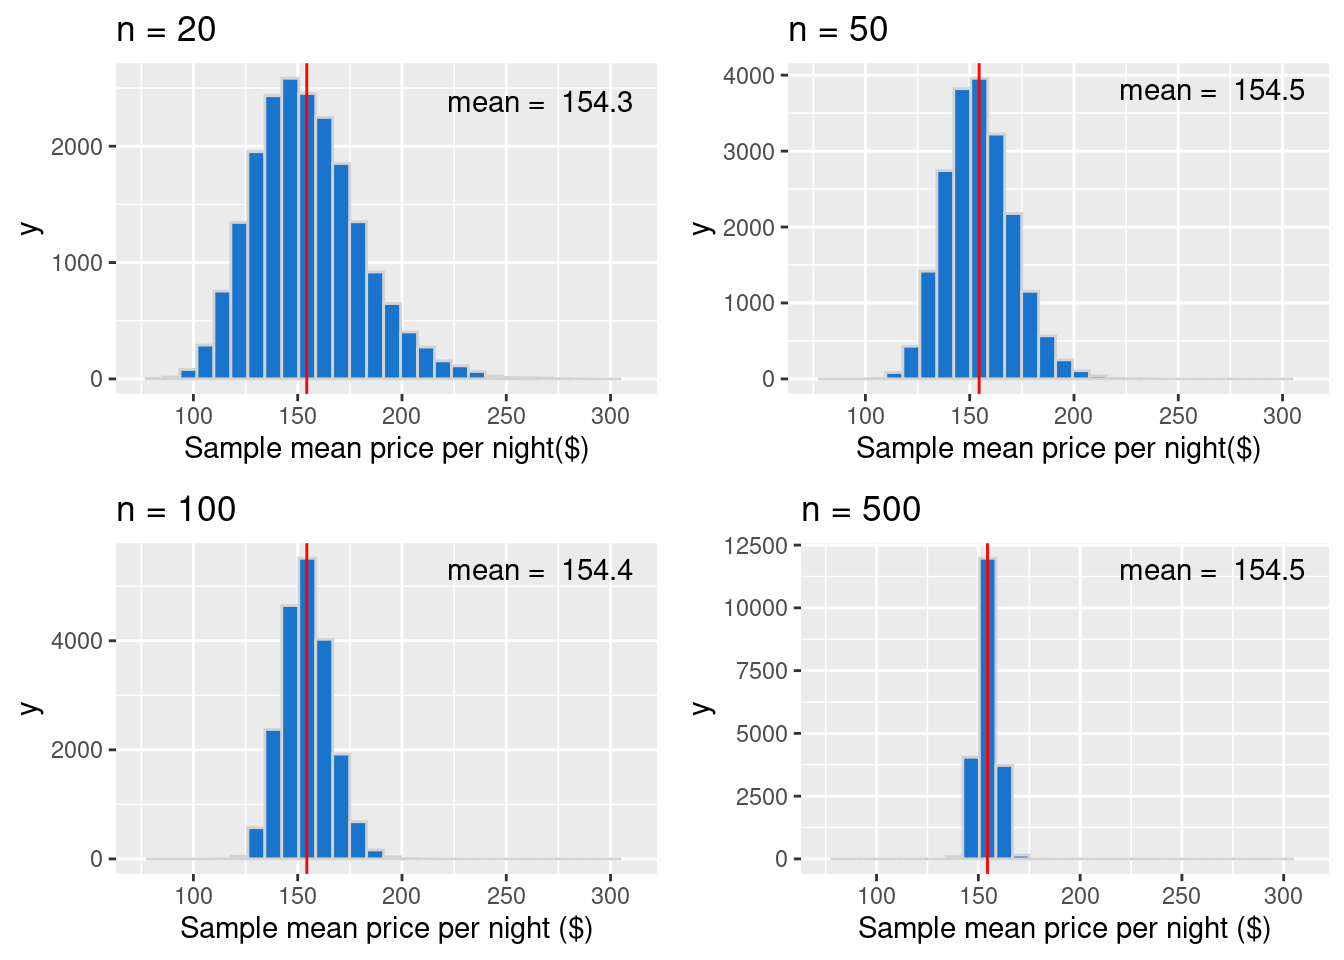 n = 20
mean = 154.3
y
2000
1000
0
100 150 200 250 300
Sample mean price per night($)
n = 50
mean = 154.5
y
4000
3000
2000
1000
0
100 150 200 250 300
Sample mean price per night($)
n = 100
mean = 154.4
y
4000
2000
0
100 150 200 250 300
Sample mean price per night ($)
n = 500
mean = 154.5
y
12500
10000
7500
5000
2500
0
100 150 200 250 300
Sample mean price per night ($)